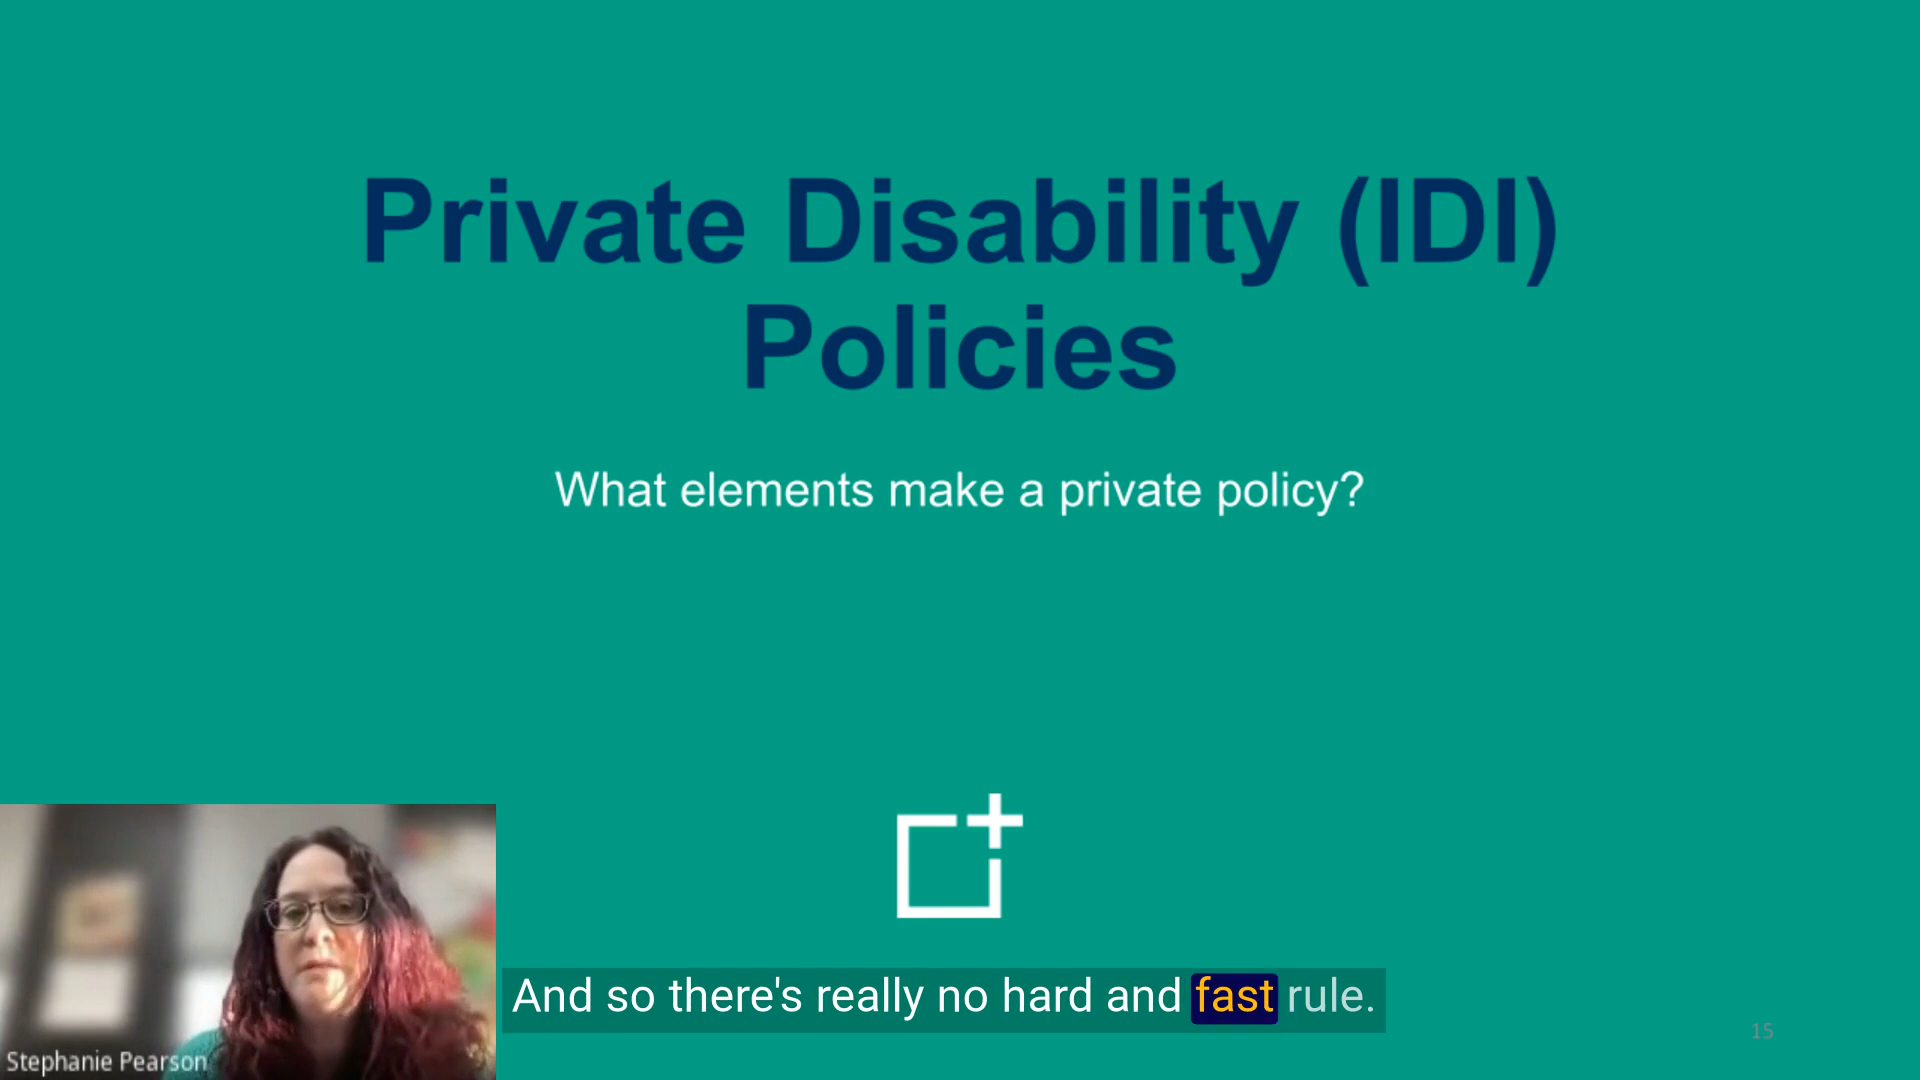 Private Disability (IDI)
Policies
What elements make a private policy?
And so there's really no hard and fast rule.
15
Stephanie Pearson